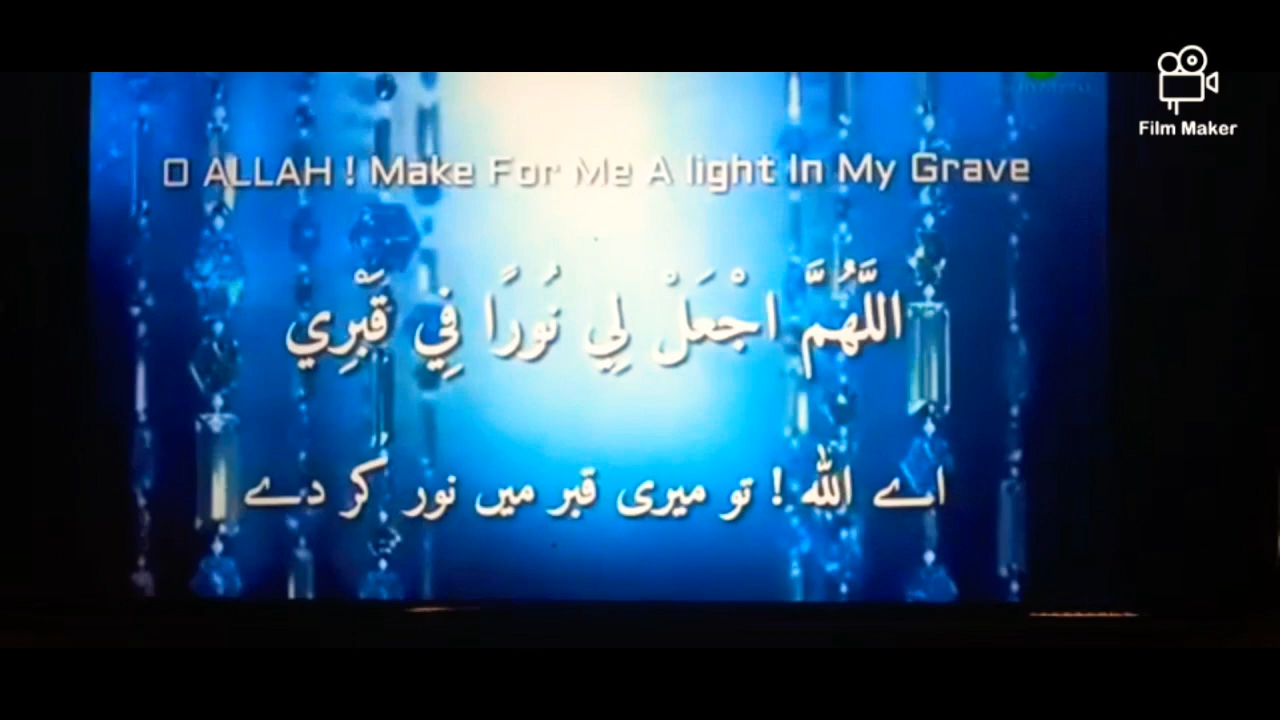 Film Maker
O ALLAH ! Make For Me A light In My Grave
اللَّهُمَّ اجْعَلْ لِي نُورًا فِي قَبْرِي
اے اللہ ! تو میری قبر میں نور کر دے